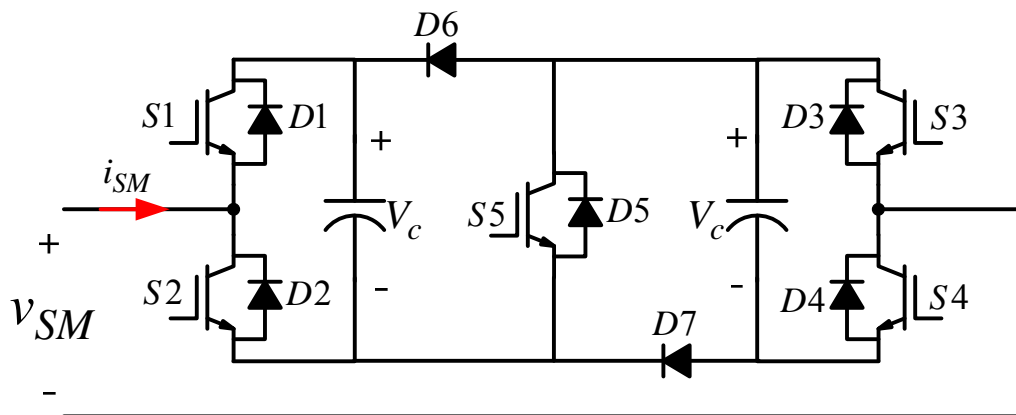 D6
S1
D1
+
+
D3
S3
i_SM
V_c
S5
D5
V_c
+
S2
D2
-
-
D4
S4
v_SM
D7
-